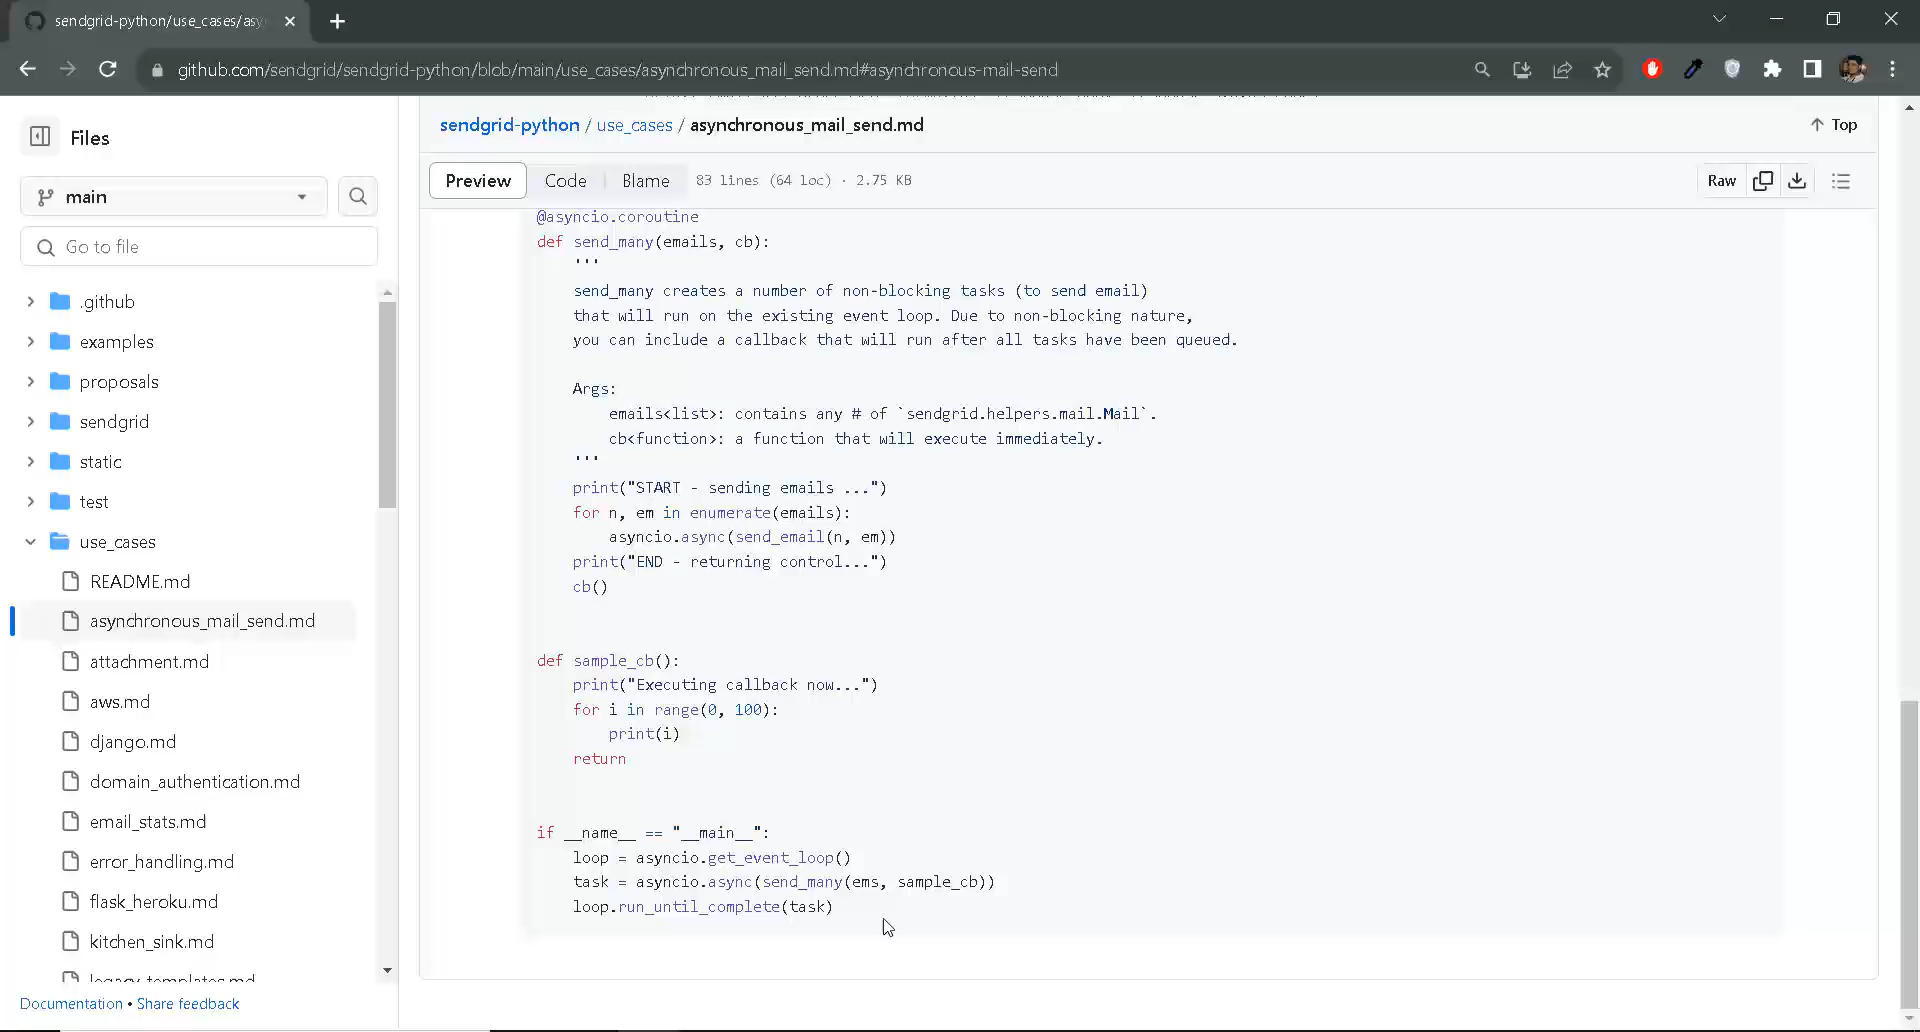 sendgrid-python/use_cases/asy
github.com/sendgrid/sendgrid-python/blob/main/use_cases/asynchronous_mail_send.md#asynchronous-mail-send
Files
main
Go to file
.github
examples
proposals
sendgrid
static
test
use_cases
README.md
asynchronous_mail_send.md
attachment.md
aws.md
django.md
domain_authentication.md
email_stats.md
error_handling.md
flask_heroku.md
kitchen_sink.md
legacy_templates.md
Documentation • Share feedback
sendgrid-python / use_cases / asynchronous_mail_send.md
Top
Preview Code Blame 83 lines (64 loc) · 2.75 KB
Raw
@asyncio.coroutine
def send_many(emails, cb):
'''
send_many creates a number of non-blocking tasks (to send email)
that will run on the existing event loop. Due to non-blocking nature,
you can include a callback that will run after all tasks have been queued.
Args:
emails<list>: contains any # of `sendgrid.helpers.mail.Mail`.
cb<function>: a function that will execute immediately.
'''
print("START - sending emails ...")
for n, em in enumerate(emails):
asyncio.async(send_email(n, em))
print("END - returning control...")
cb()
def sample_cb():
print("Executing callback now...")
for i in range(0, 100):
print(i)
return
if __name__ == "__main__":
loop = asyncio.get_event_loop()
task = asyncio.async(send_many(ems, sample_cb))
loop.run_until_complete(task)